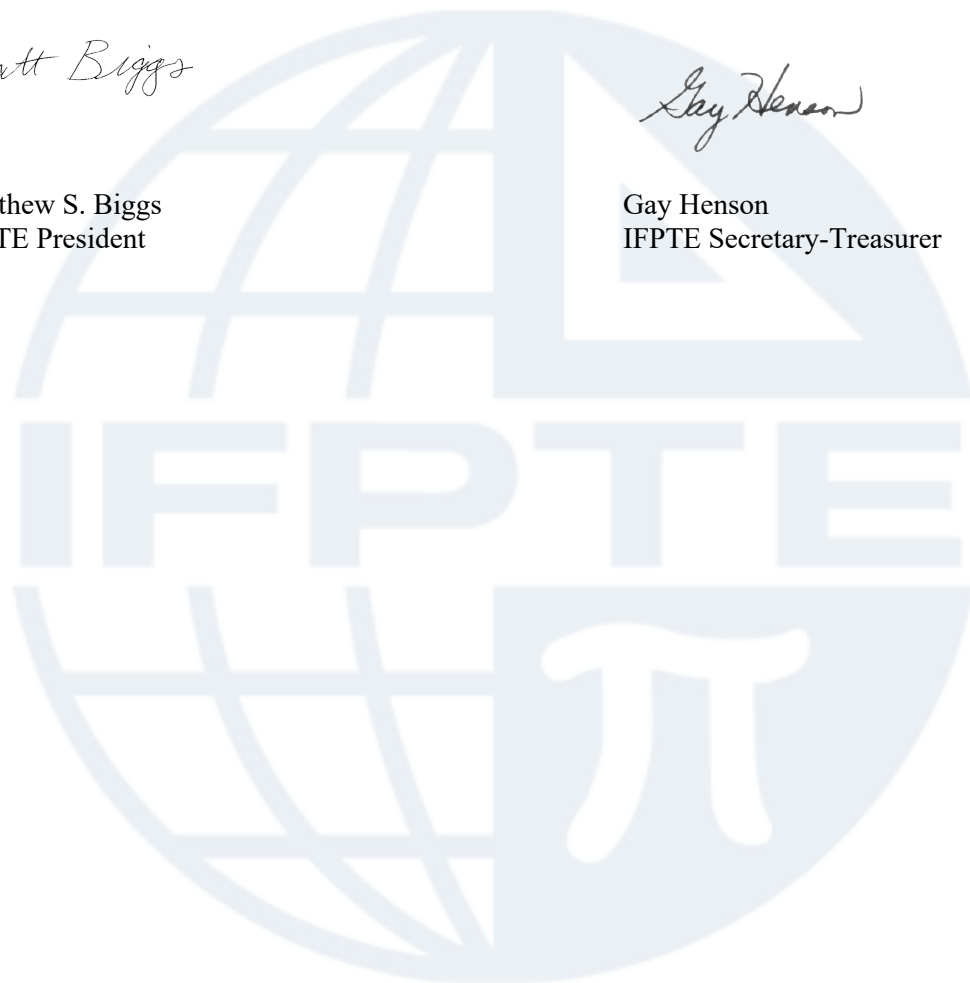 tt Biggs
Gay Henson
thew S. Biggs
Gay Henson
TE President
IFPTE Secretary-Treasurer
IFPTE
π